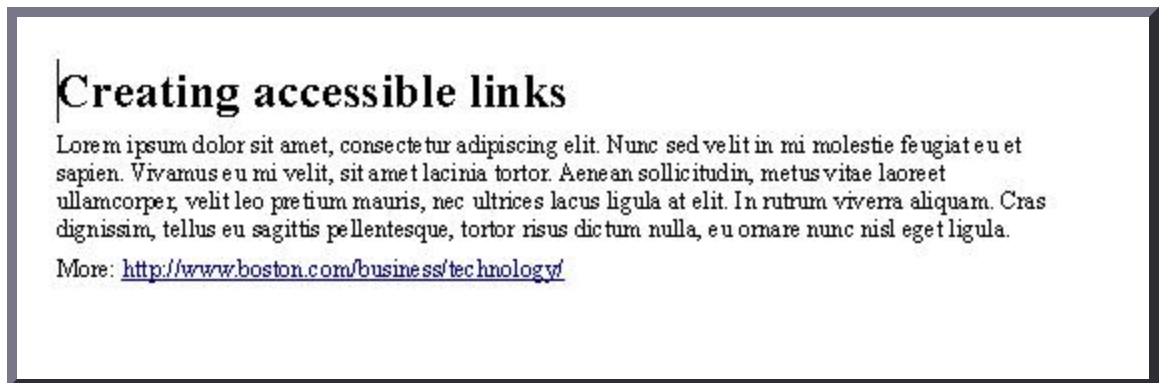 Creating accessible links
Lorem ipsum dolor sit amet, consectetur adipiscing elit. Nunc sed velit in mi molestie feugiat eu et
sapien. Vivamus eu mi velit, sit amet lacinia tortor. Aenean sollicitudin, metus vitae laoreet
ullamcorper, velit leo pretium mauris, nec ultrices lacus ligula at elit. In rutrum viverra aliquam. Cras
dignissim, tellus eu sagittis pellentesque, tortor risus dictum nulla, eu ornare nunc nisl eget ligula.
More: http://www.boston.com/business/technology/